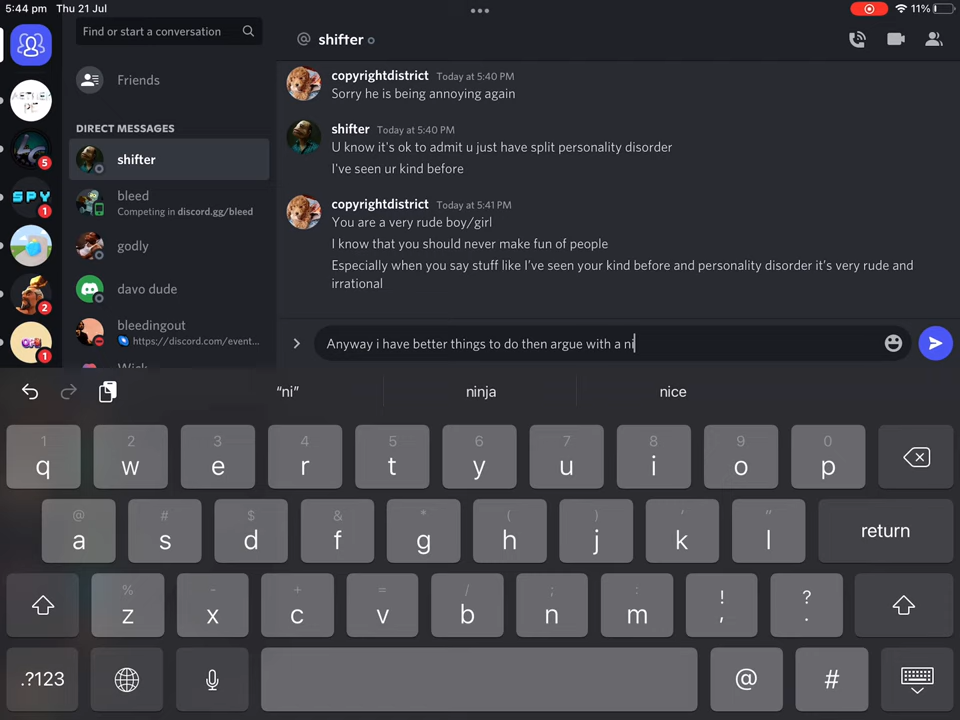 5:44 pm Thu 21 Jul
11%
Find or start a conversation
Friends
DIRECT MESSAGES
shifter
bleed
Competing in discord.gg/bleed
godly
davo dude
bleedingout
https://discord.com/event...
5
SPY
1
2
1
@ shifter
copyrightdistrict Today at 5:40 PM
Sorry he is being annoying again
shifter Today at 5:40 PM
U know it's ok to admit u just have split personality disorder
I've seen ur kind before
copyrightdistrict Today at 5:41 PM
You are a very rude boy/girl
I know that you should never make fun of people
Especially when you say stuff like I've seen your kind before and personality disorder it's very rude and
irrational
Anyway i have better things to do then argue with a ni
“ni” ninja nice
1 2 3 4 5 6 7 8 9 0
q w e r t y u i o p
@ # $ & * ( ) ' "
a s d f g h j k l return
% - + = / ; : ! ?
z x c v b n m , .
.?123 @ #